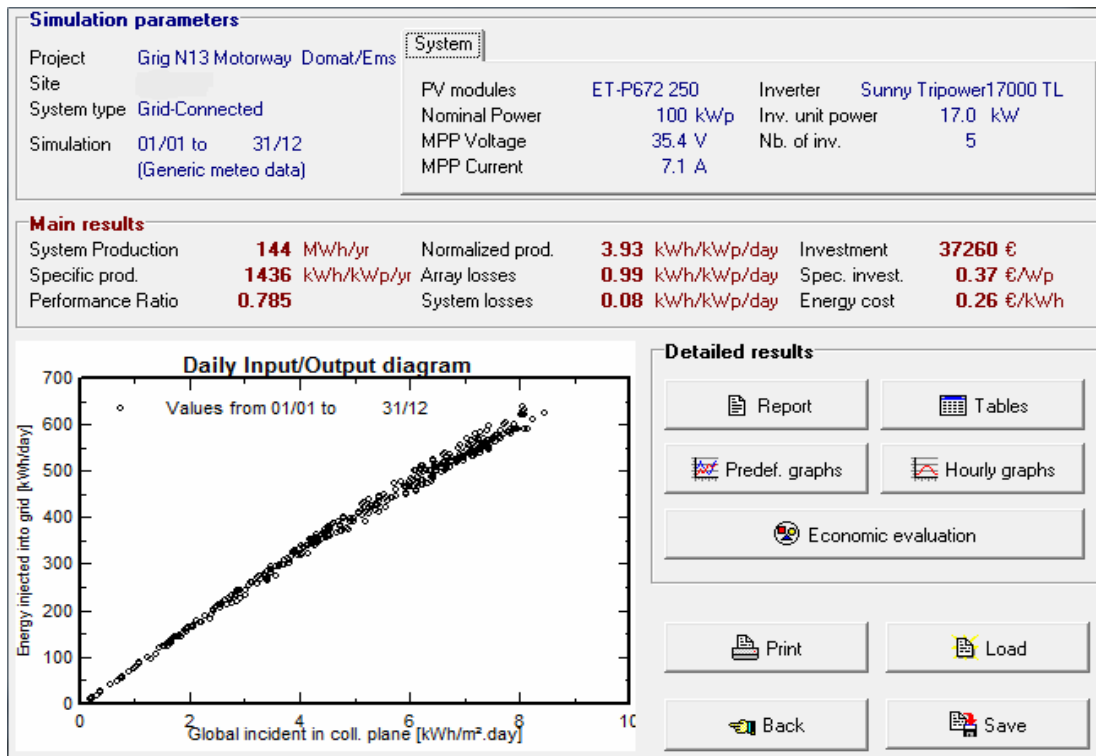 Simulation parameters
Project Grig N13 Motorway Domat/Ems
Site
System type Grid-Connected
Simulation 01/01 to 31/12
(Generic meteo data)
System
PV modules ET-P672 250 Inverter Sunny Tripower17000 TL
Nominal Power 100 kWp Inv. unit power 17.0 kW
MPP Voltage 35.4 V Nb. of inv. 5
MPP Current 7.1 A
Main results
System Production 144 MWh/yr Normalized prod. 3.93 kWh/kWp/day Investment 37260 €
Specific prod. 1436 kWh/kWp/yr Array losses 0.99 kWh/kWp/day Spec. invest. 0.37 €/Wp
Performance Ratio 0.785 System losses 0.08 kWh/kWp/day Energy cost 0.26 €/kWh
Daily Input/Output diagram
Values from 01/01 to 31/12
Energy injected into grid [kWh/day]
700
600
500
400
300
200
100
0
0 2 4 6 8 10
Global incident in coll. plane [kWh/m².day]
Detailed results
Report Tables
Predef. graphs Hourly graphs
Economic evaluation
Print Load
Back Save